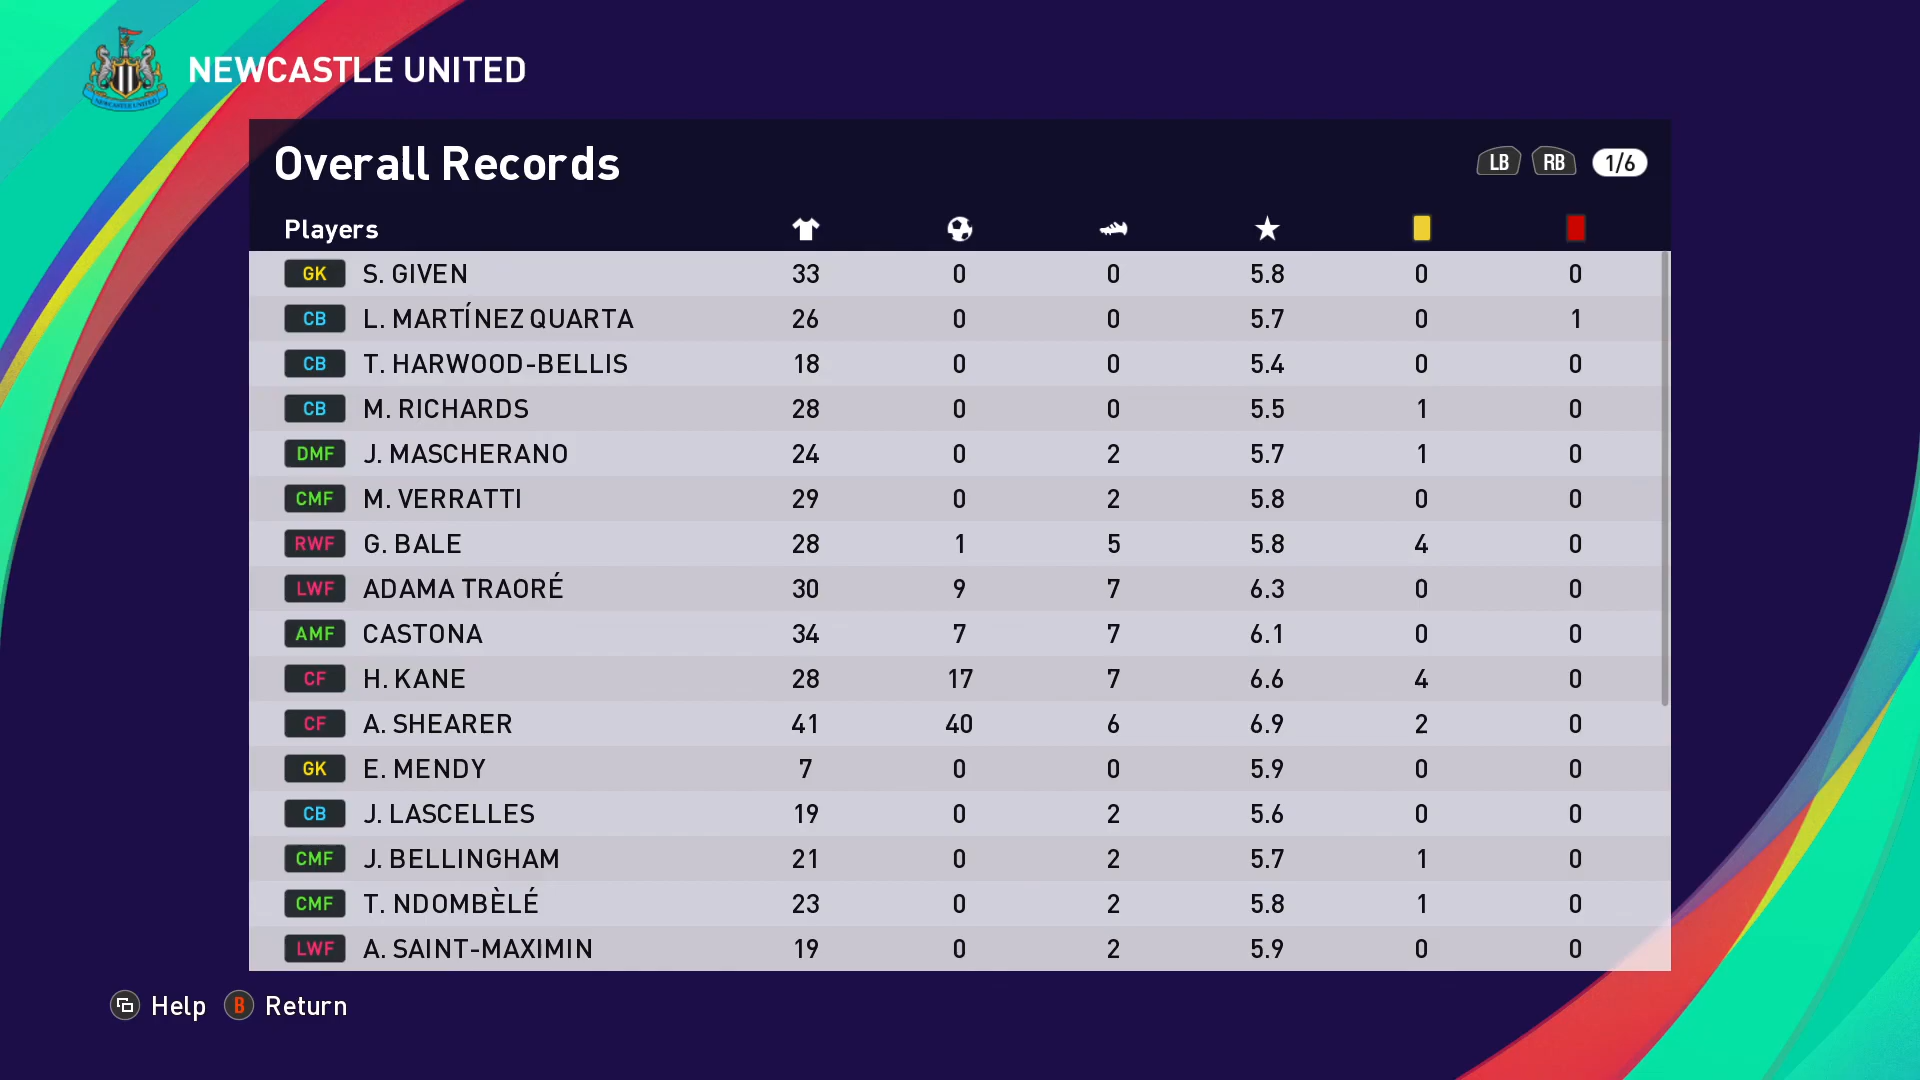 NEWCASTLE UNITED
NEWCASTLE UNITED
Overall Records LB RB 1/6
Players
GK S. GIVEN 33 0 0 5.8 0 0
CB L. MARTÍNEZ QUARTA 26 0 0 5.7 0 1
CB T. HARWOOD-BELLIS 18 0 0 5.4 0 0
CB M. RICHARDS 28 0 0 5.5 1 0
DMF J. MASCHERANO 24 0 2 5.7 1 0
CMF M. VERRATTI 29 0 2 5.8 0 0
RWF G. BALE 28 1 5 5.8 4 0
LWF ADAMA TRAORÉ 30 9 7 6.3 0 0
AMF CASTONA 34 7 7 6.1 0 0
CF H. KANE 28 17 7 6.6 4 0
CF A. SHEARER 41 40 6 6.9 2 0
GK E. MENDY 7 0 0 5.9 0 0
CB J. LASCELLES 19 0 2 5.6 0 0
CMF J. BELLINGHAM 21 0 2 5.7 1 0
CMF T. NDOMBÈLÉ 23 0 2 5.8 1 0
LWF A. SAINT-MAXIMIN 19 0 2 5.9 0 0
Help B Return